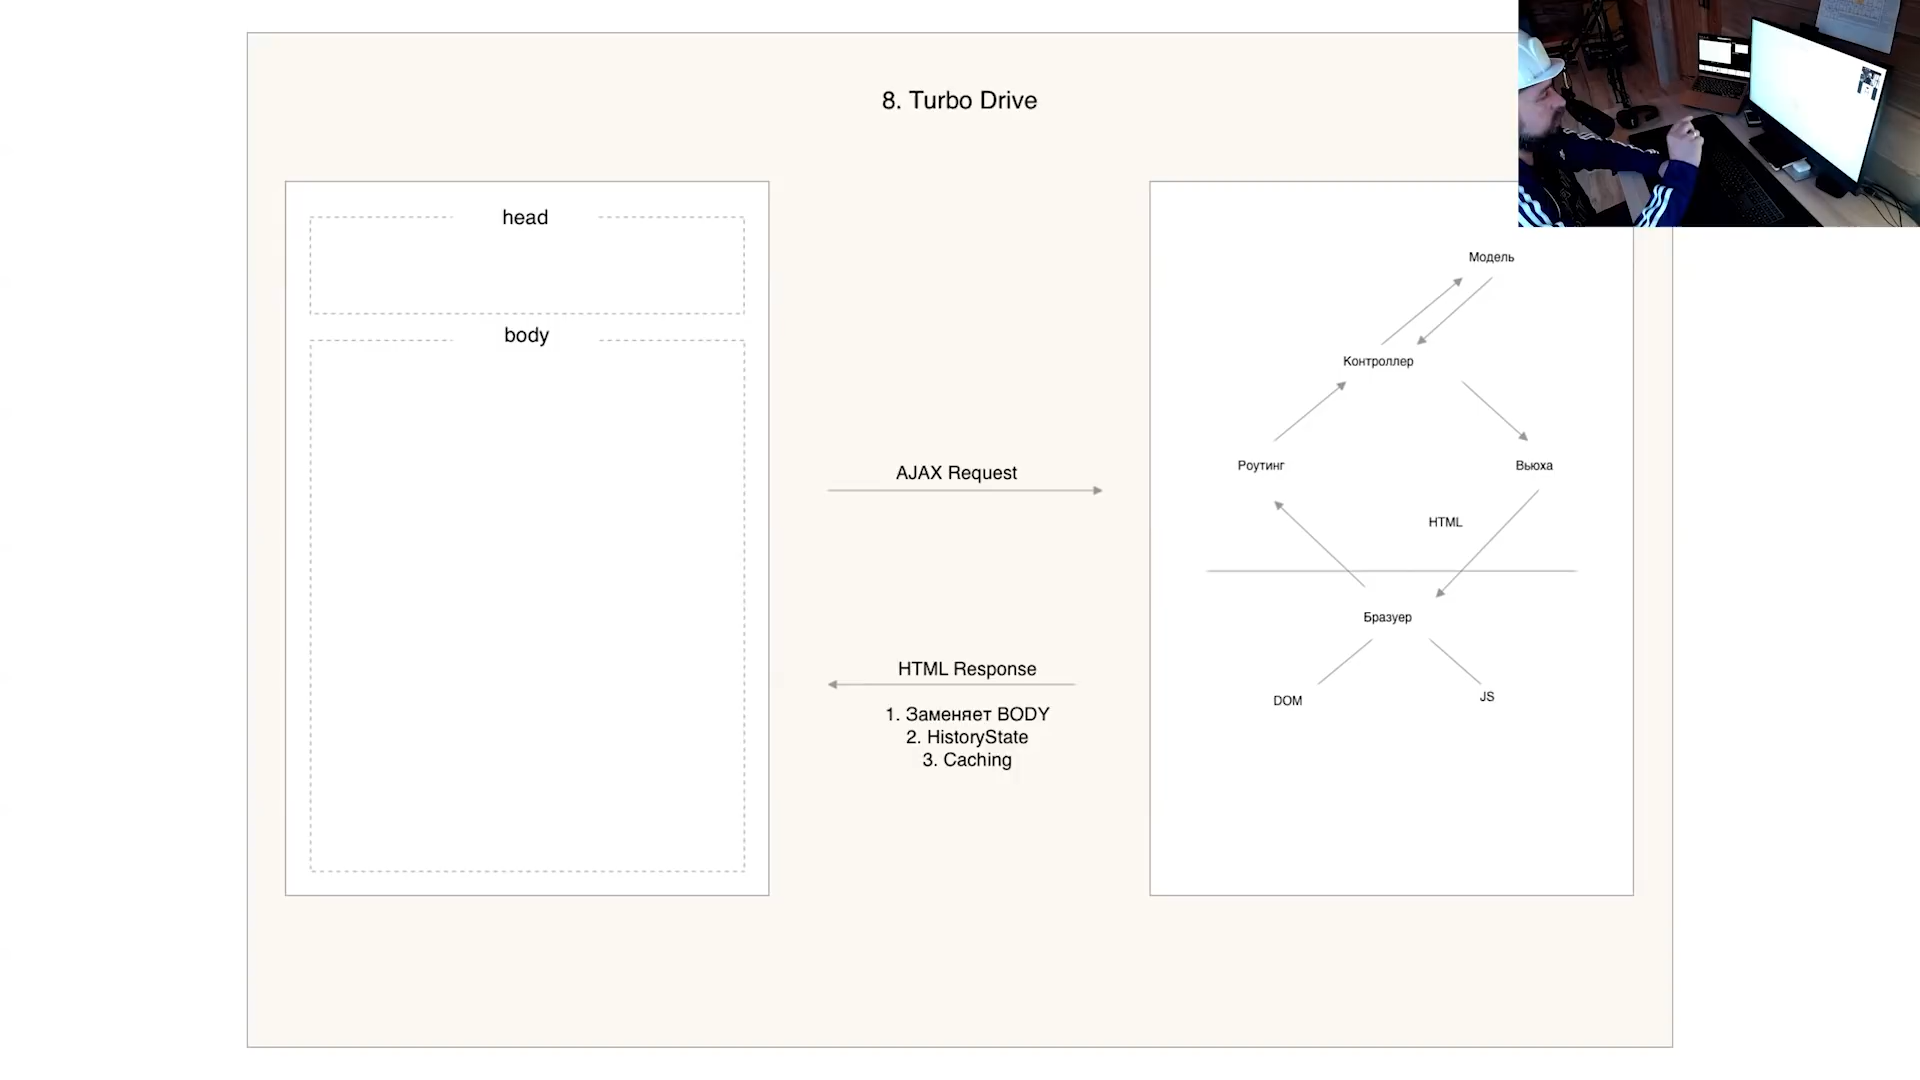 8. Turbo Drive
head
body
AJAX Request
HTML Response
1. Заменяет BODY
2. HistoryState
3. Caching
Модель
Контроллер
Роутинг
Вьюха
HTML
Бразуер
DOM
JS